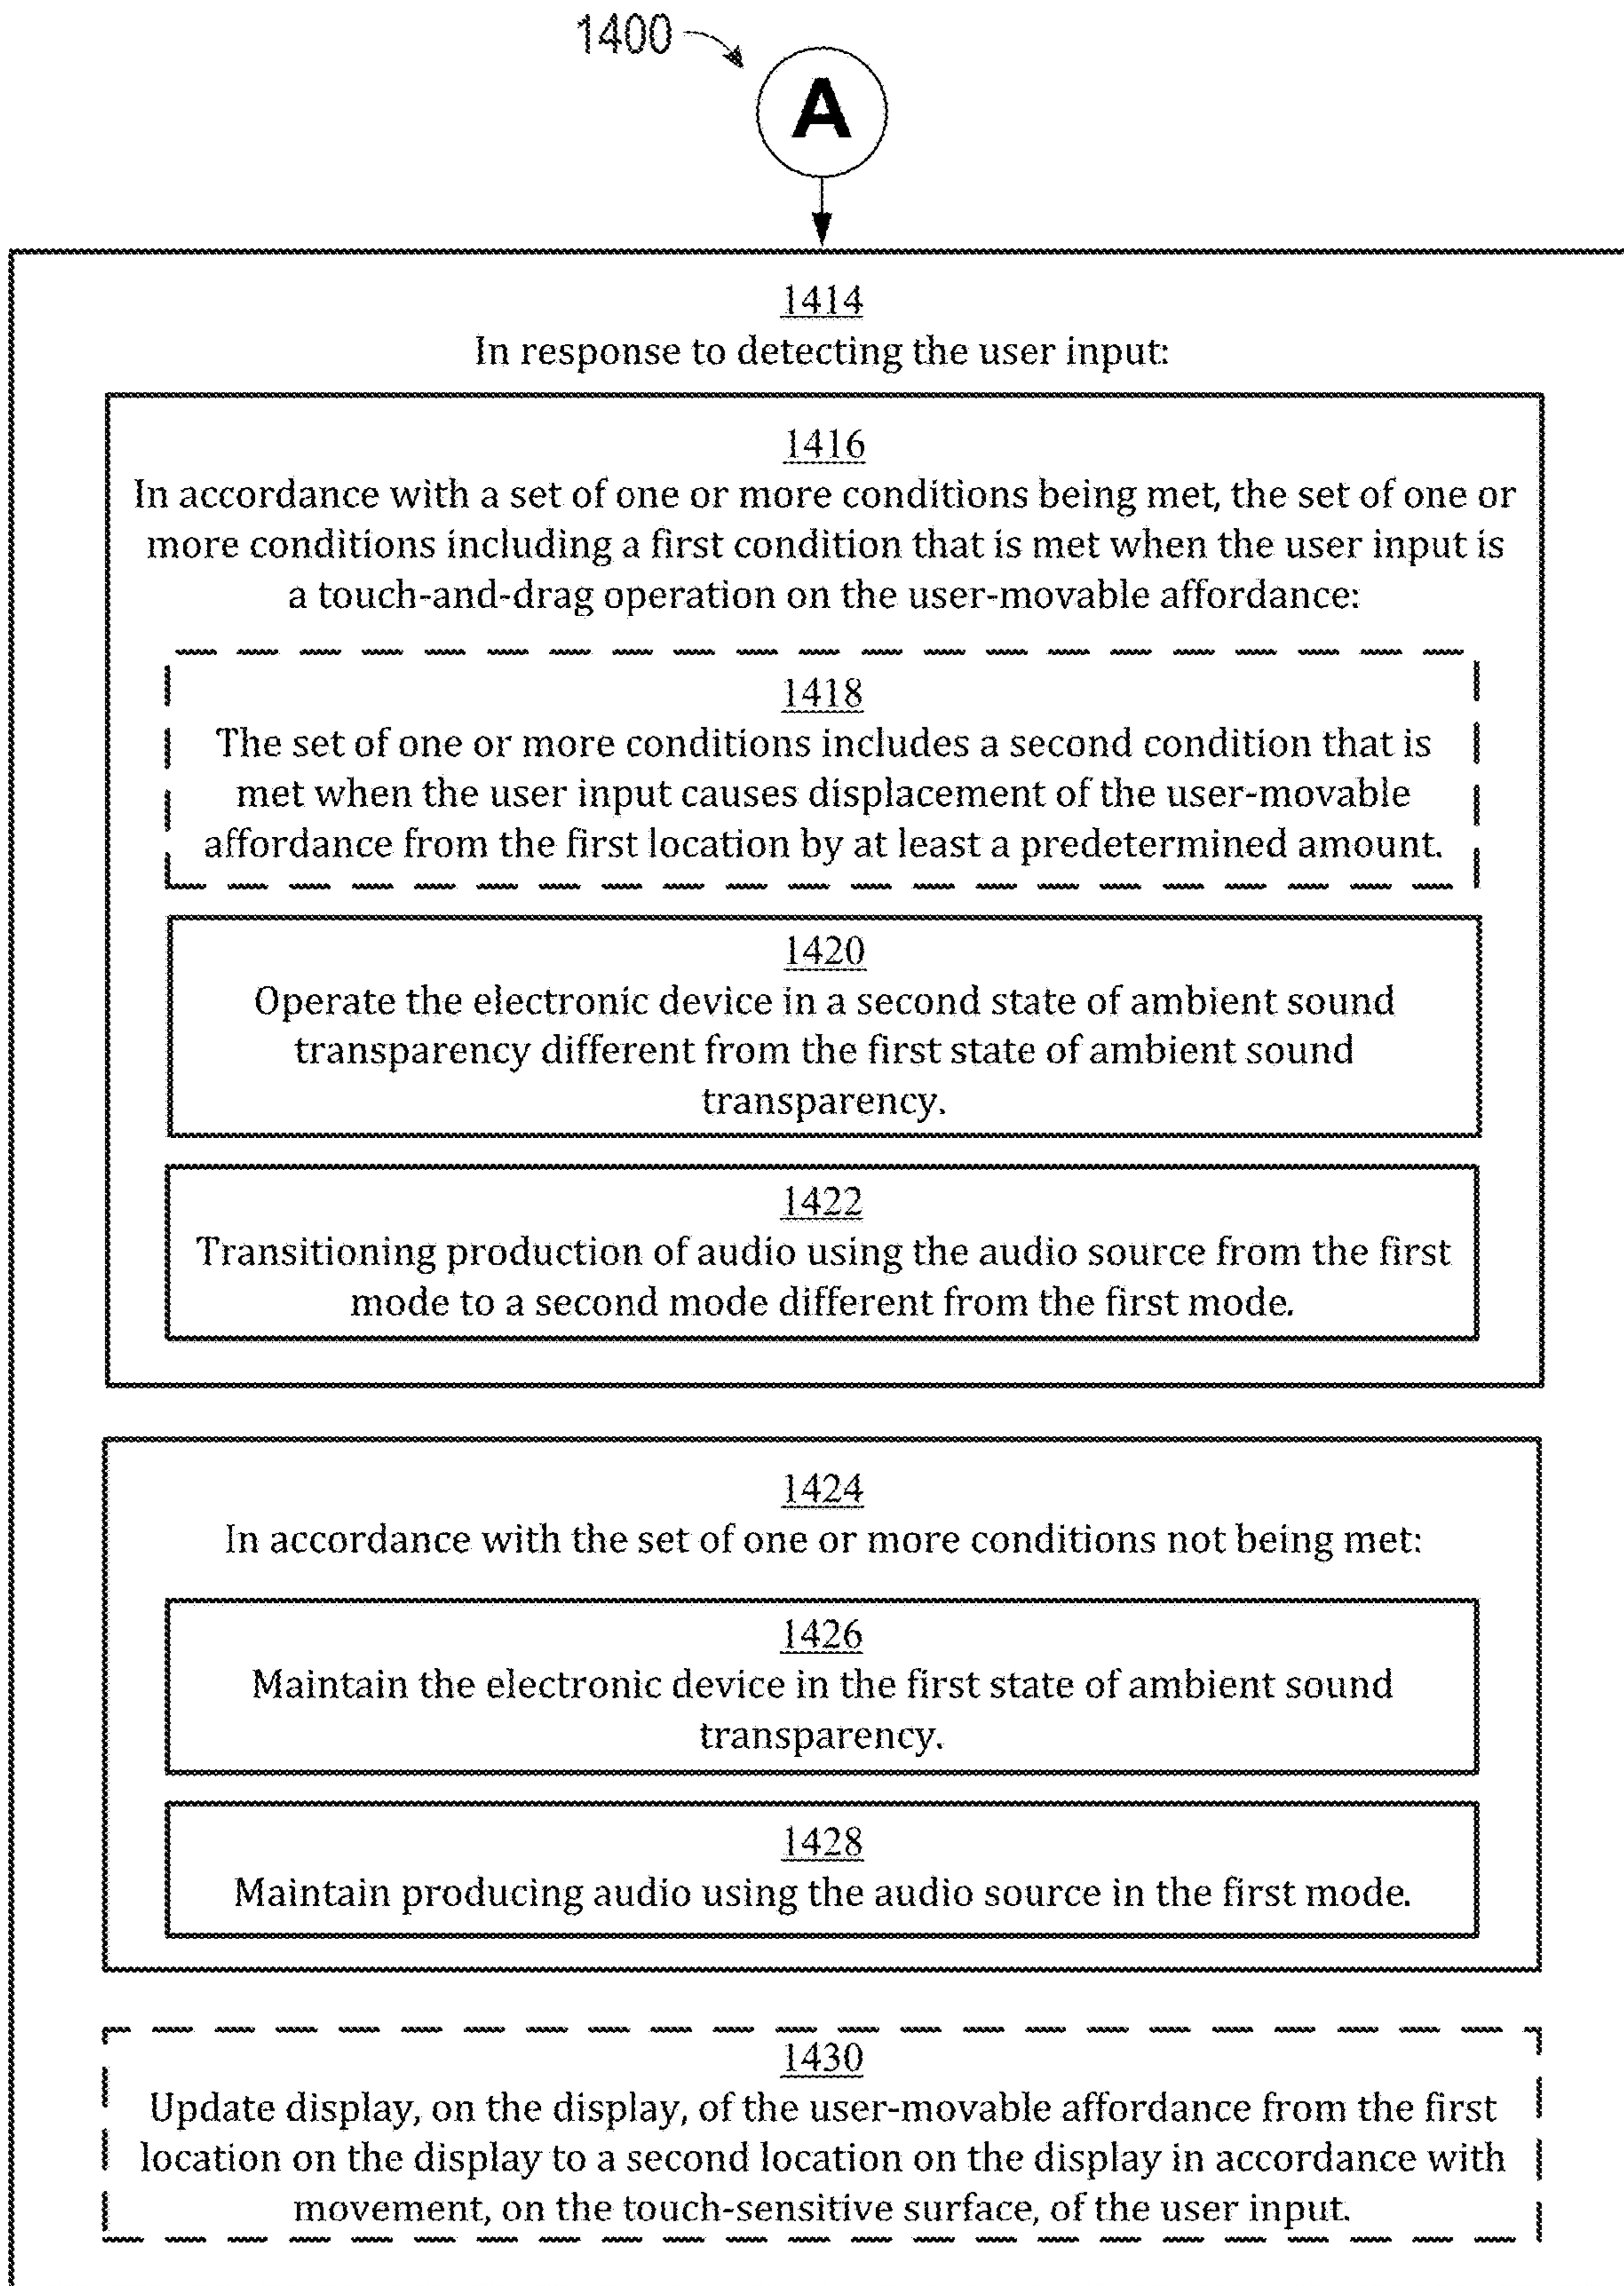 1400
A
1414
In response to detecting the user input:
1416
In accordance with a set of one or more conditions being met, the set of one or
more conditions including a first condition that is met when the user input is
a touch-and-drag operation on the user-movable affordance:
1418
The set of one or more conditions includes a second condition that is
met when the user input causes displacement of the user-movable
affordance from the first location by at least a predetermined amount.
1420
Operate the electronic device in a second state of ambient sound
transparency different from the first state of ambient sound
transparency.
1422
Transitioning production of audio using the audio source from the first
mode to a second mode different from the first mode.
1424
In accordance with the set of one or more conditions not being met:
1426
Maintain the electronic device in the first state of ambient sound
transparency.
1428
Maintain producing audio using the audio source in the first mode.
1430
Update display, on the display, of the user-movable affordance from the first
location on the display to a second location on the display in accordance with
movement, on the touch-sensitive surface, of the user input.